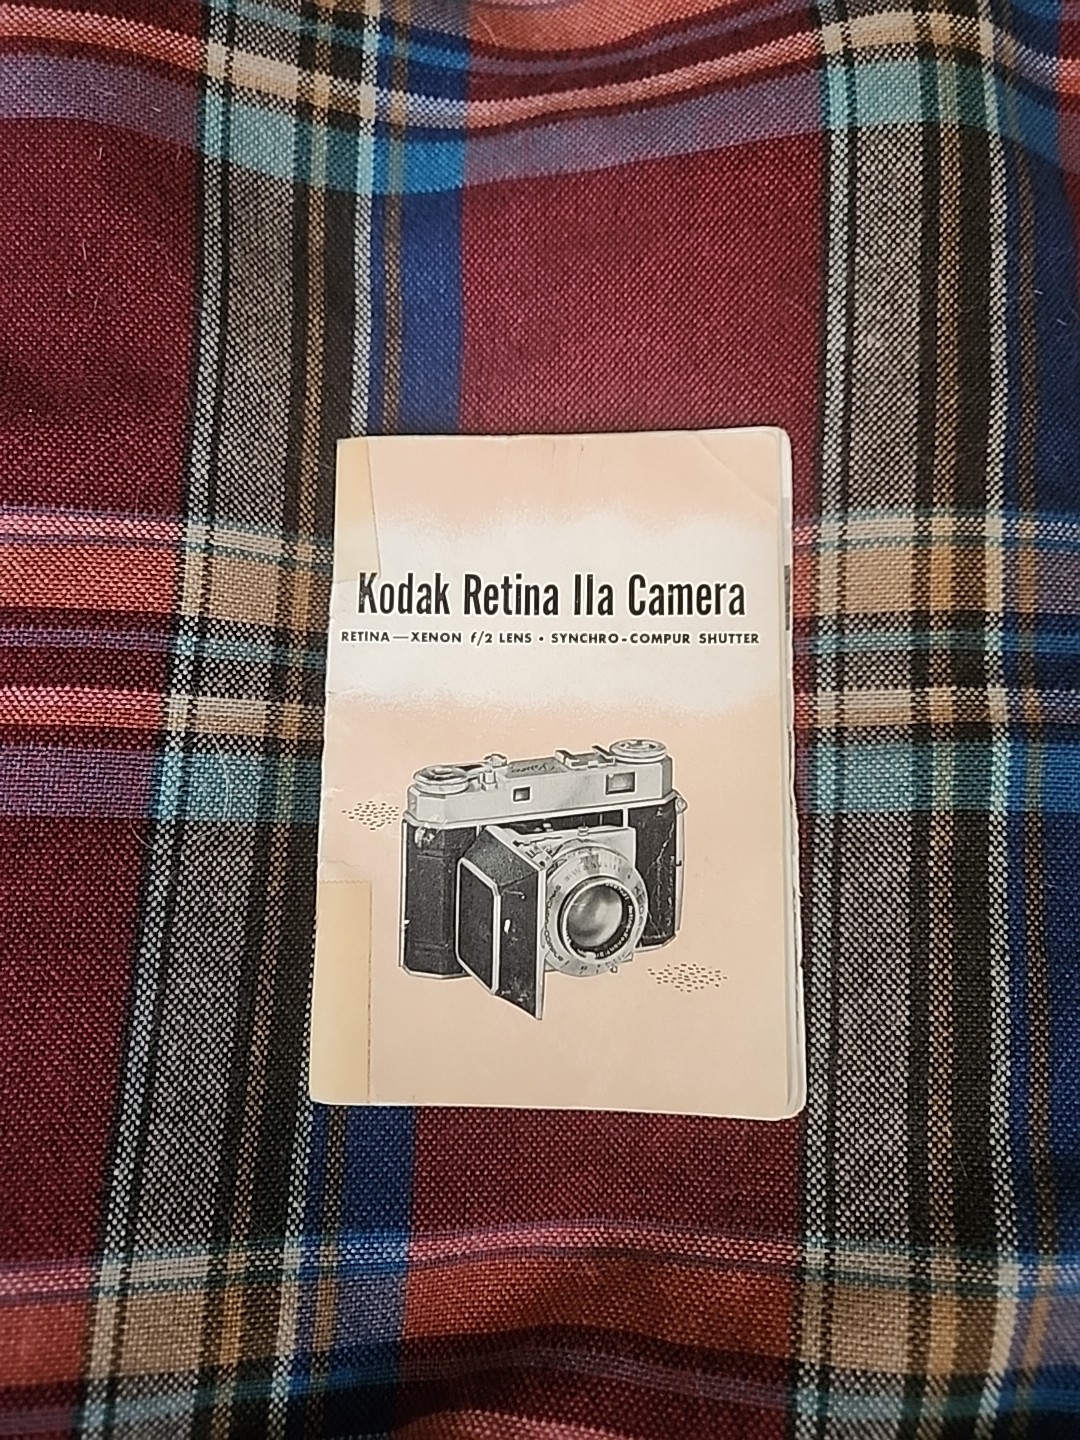 Kodak Retina IIa Camera
RETINA—XENON f/2 LENS • SYNCHRO-COMPUR SHUTTER